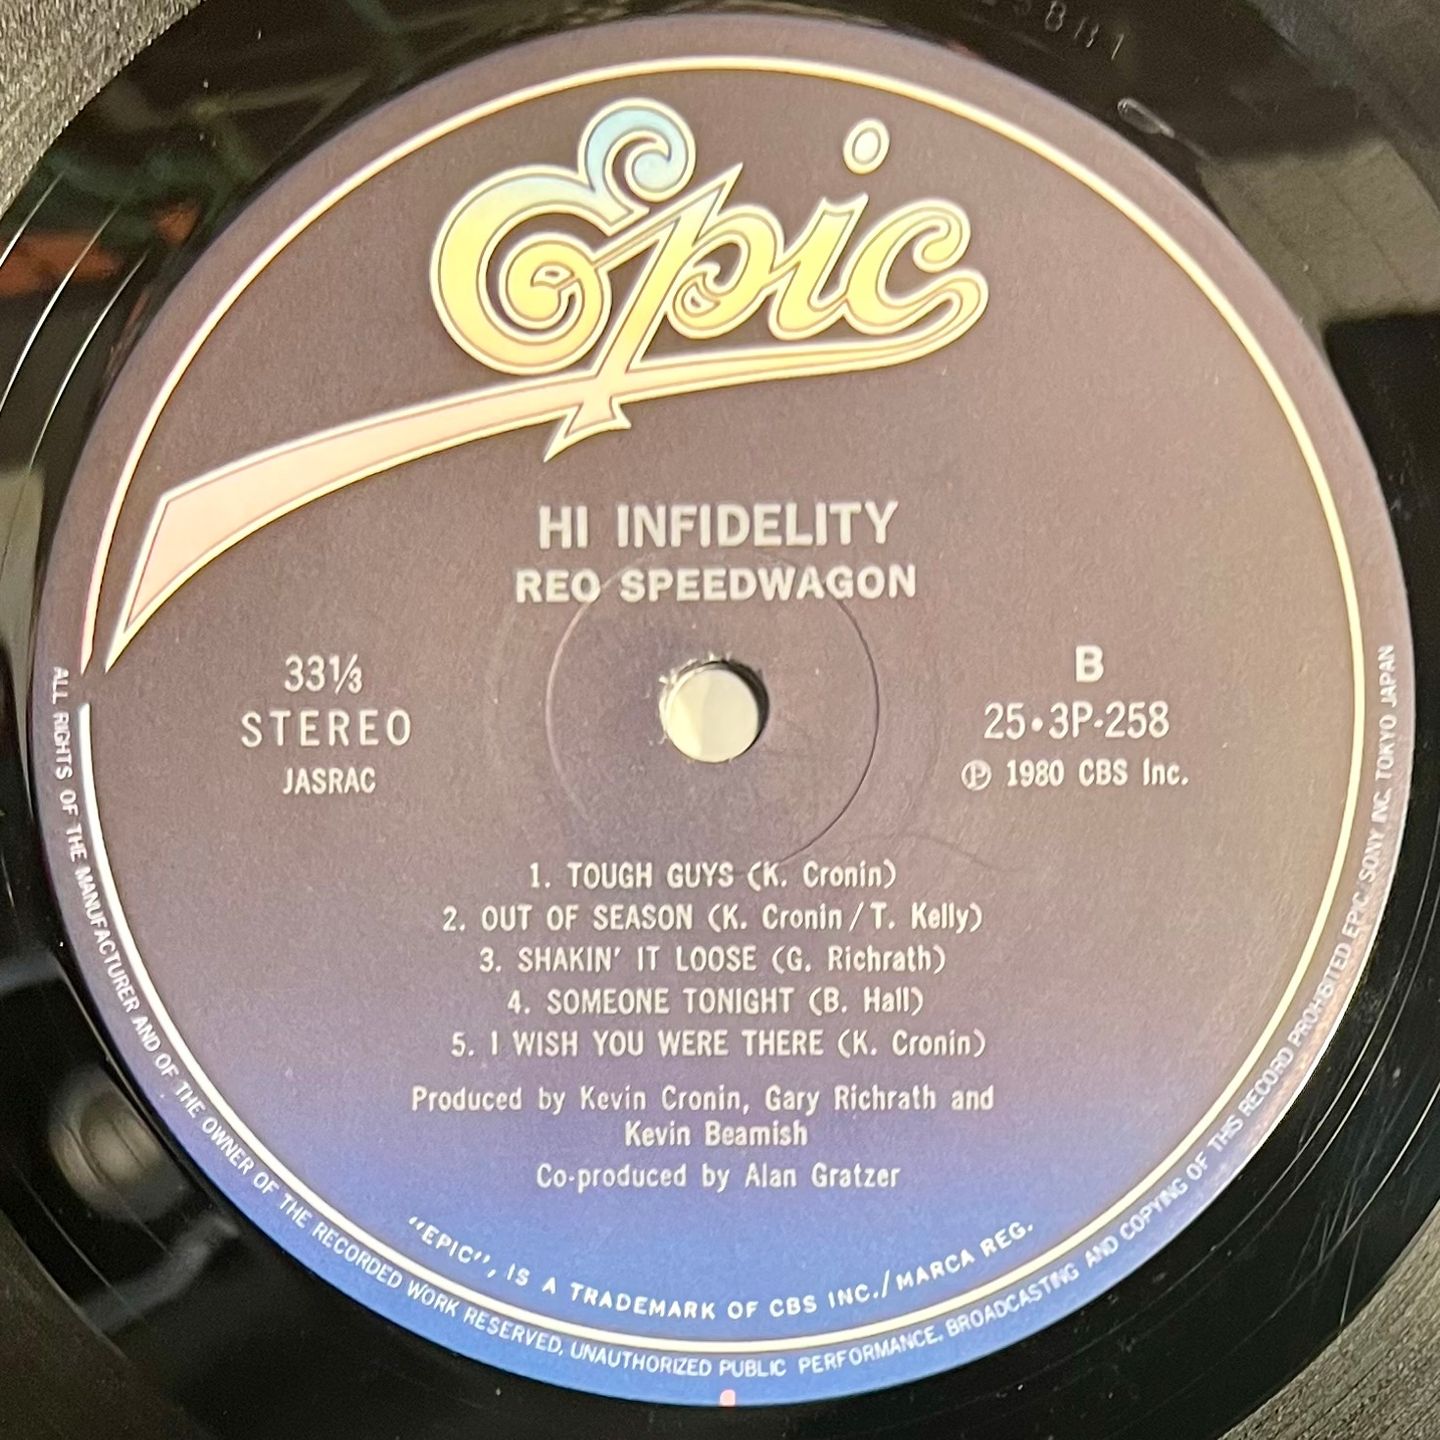 Epic
HI INFIDELITY
REO SPEEDWAGON
33⅓
STEREO
JASRAC
B
25•3P-258
Ⓟ 1980 CBS Inc.
1. TOUGH GUYS (K. Cronin)
2. OUT OF SEASON (K. Cronin/T. Kelly)
3. SHAKIN' IT LOOSE (G. Richrath)
4. SOMEONE TONIGHT (B. Hall)
5. I WISH YOU WERE THERE (K. Cronin)
Produced by Kevin Cronin, Gary Richrath and
Kevin Beamish
Co-produced by Alan Gratzer
"EPIC", IS A TRADEMARK OF CBS INC./MARCA REG.
ALL RIGHTS OF THE MANUFACTURER AND OF THE OWNER OF THE RECORDED WORK RESERVED. UNAUTHORIZED PUBLIC PERFORMANCE. BROADCASTING AND COPYING OF THIS RECORD PROHIBITED EPIC/SONY INC. TOKYO JAPAN